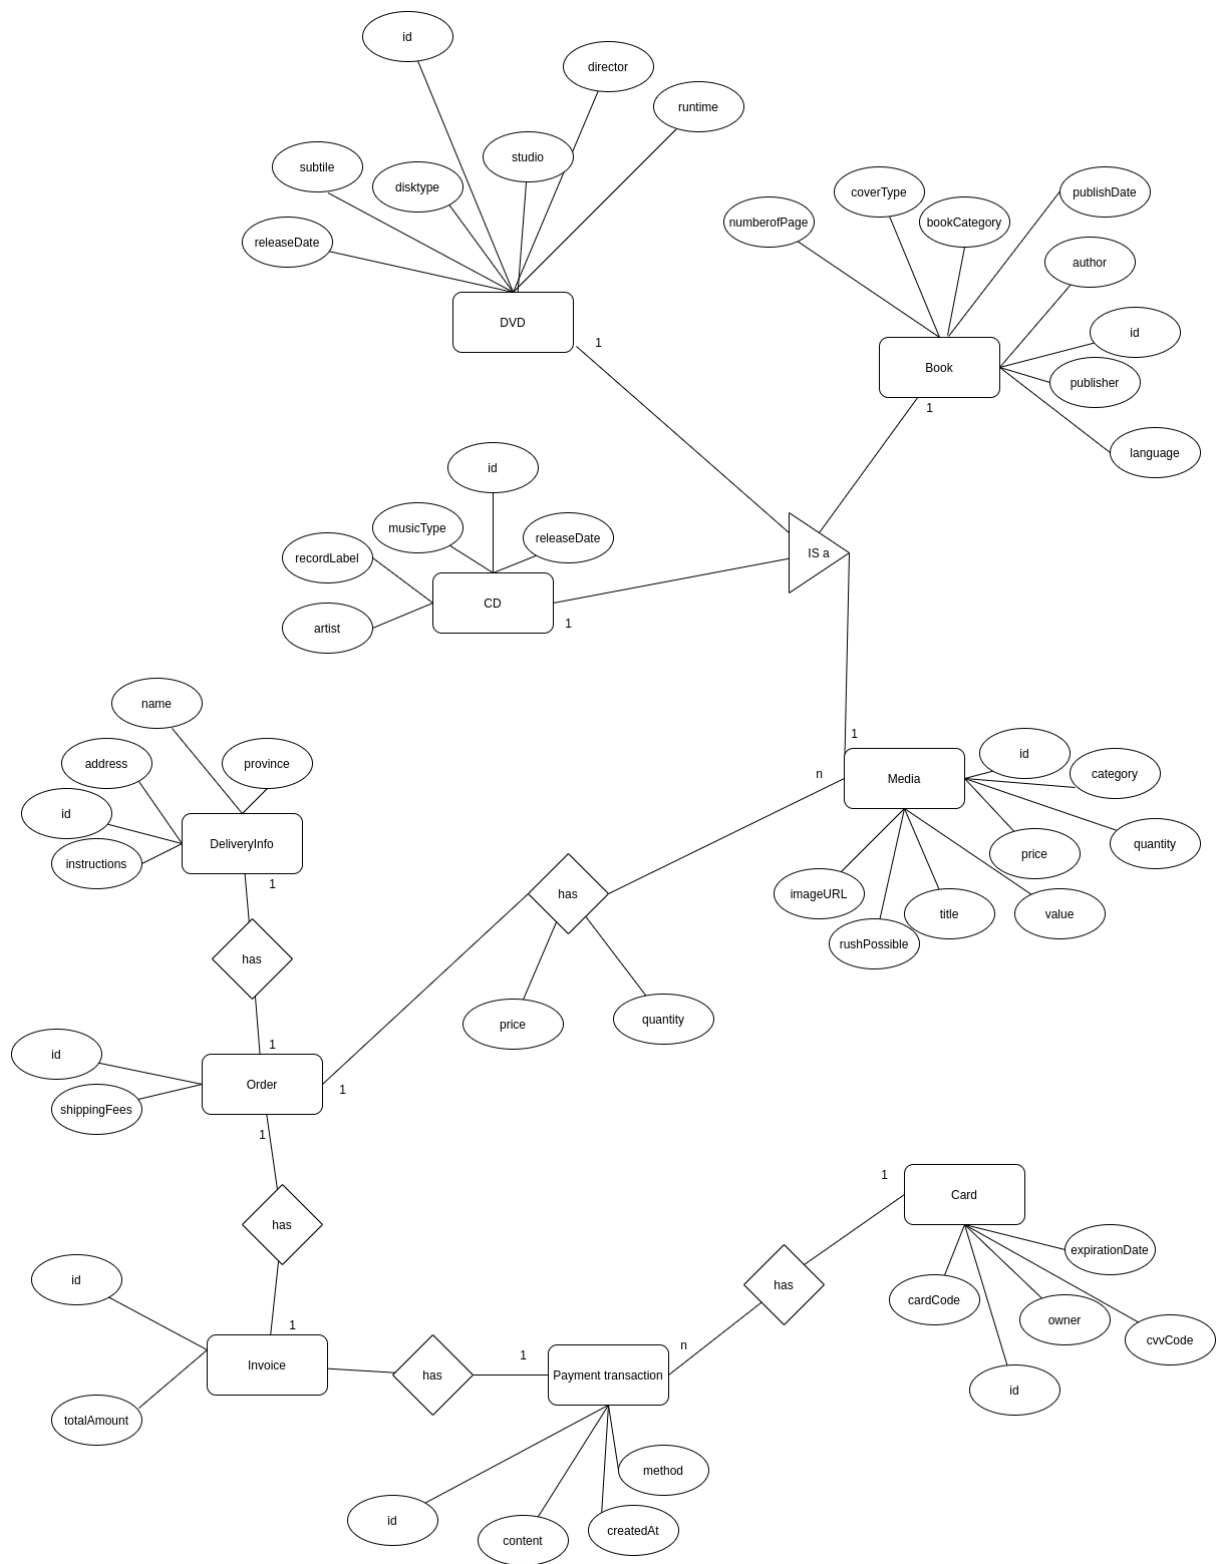 id
director
runtime
studio
subtile
disktype
releaseDate
DVD
1
coverType
publishDate
numberofPage
bookCategory
author
id
publisher
language
Book
1
id
musicType
releaseDate
recordLabel
artist
CD
1
IS a
name
address
province
id
instructions
DeliveryInfo
1
has
1
1
n
Media
id
category
quantity
price
imageURL
title
value
rushPossible
has
price
quantity
id
shippingFees
Order
1
1
has
1
id
totalAmount
Invoice
has
1
Payment transaction
n
has
1
Card
expirationDate
cardCode
owner
cvvCode
id
method
id
content
createdAt